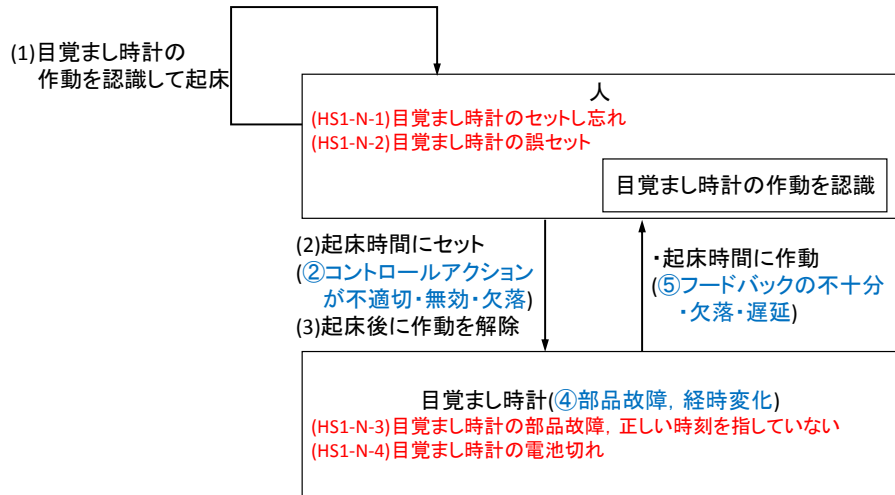 (1)目覚まし時計の
作動を認識して起床
人
(HS1-N-1)目覚まし時計のセットし忘れ
(HS1-N-2)目覚まし時計の誤セット
目覚まし時計の作動を認識
(2)起床時間にセット
(②コントロールアクション
が不適切・無効・欠落)
(3)起床後に作動を解除
・起床時間に作動
(⑤フードバックの不十分
・欠落・遅延)
目覚まし時計(④部品故障，経時変化)
(HS1-N-3)目覚まし時計の部品故障，正しい時刻を指していない
(HS1-N-4)目覚まし時計の電池切れ